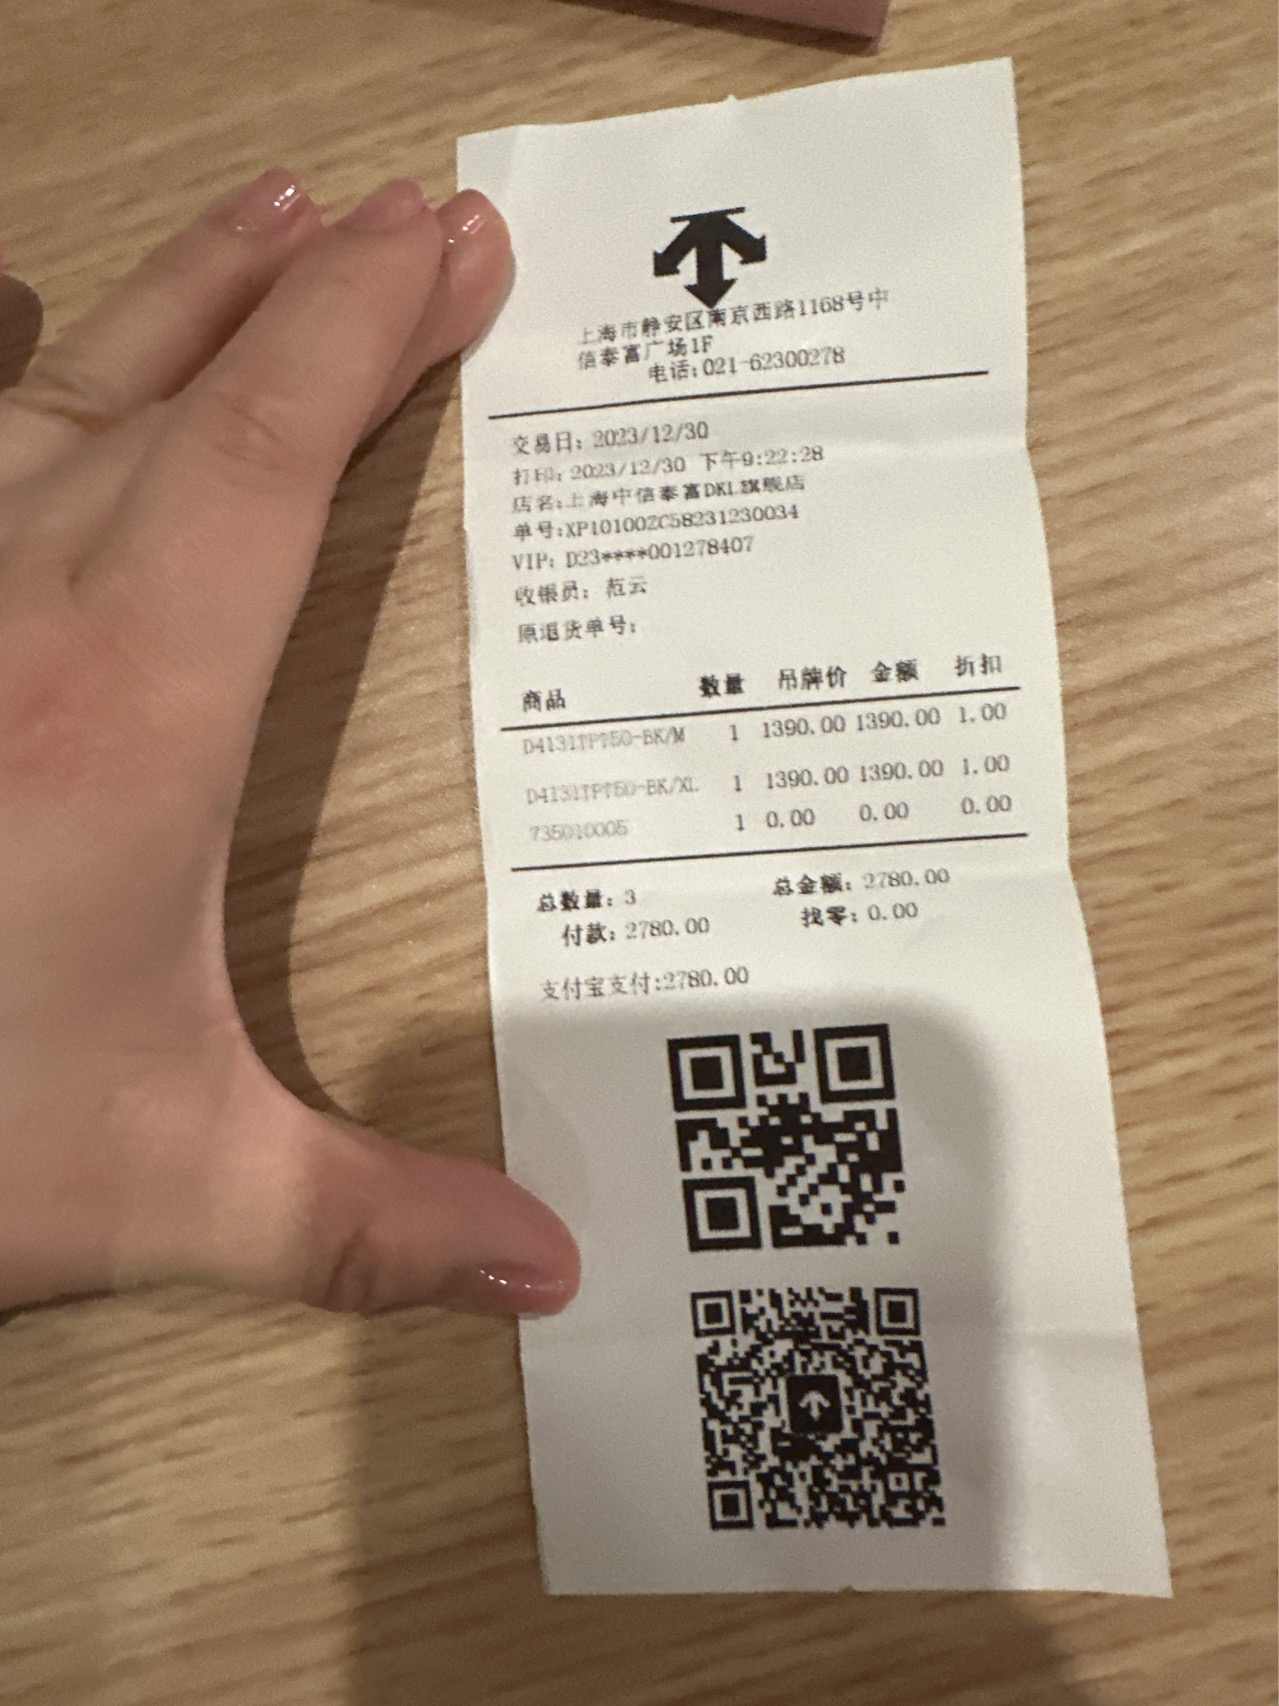 上海市静安区南京西路1168号中
信泰富广场1F
电话:021-62300278
交易日: 2023/12/30
打印: 2023/12/30 下午9:22:28
店名:上海中信泰富DKL旗舰店
单号:XP10100ZC58231230034
VIP: D23****001278407
收银员: 范云
原退货单号:
商品 数量 吊牌价 金额 折扣
D4131TPT50-BK/M 1 1390.00 1390.00 1.00
D4131TPT50-BK/XL 1 1390.00 1390.00 1.00
735010005 1 0.00 0.00 0.00
总数量: 3 总金额: 2780.00
付款: 2780.00 找零: 0.00
支付宝支付:2780.00